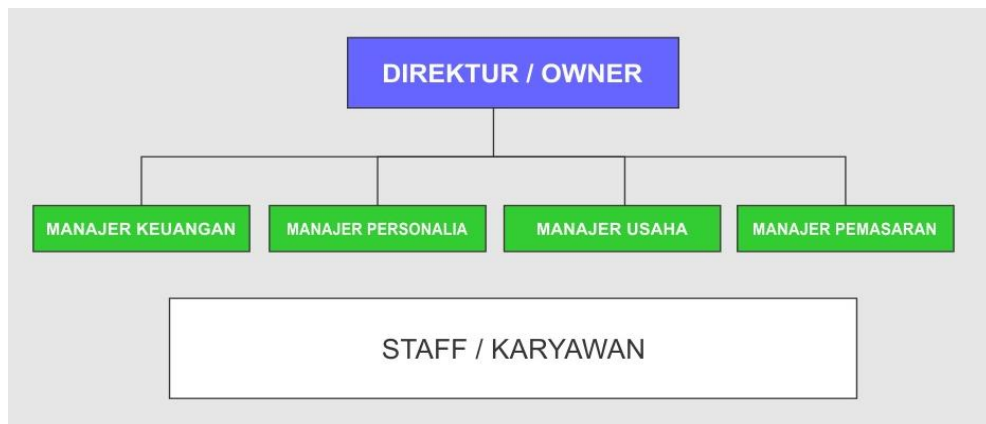 DIREKTUR / OWNER
MANAJER KEUANGAN
MANAJER PERSONALIA
MANAJER USAHA
MANAJER PEMASARAN
STAFF / KARYAWAN